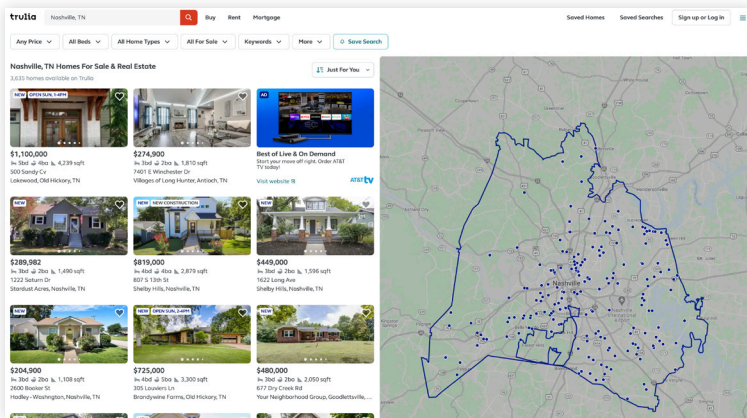 trulia
Nashville, TN
Buy
Rent
Mortgage
Saved Homes
Saved Searches
Sign up or Log in
Any Price
All Beds
All Home Types
All For Sale
Keywords
More
Save Search
Nashville, TN Homes For Sale & Real Estate
3,635 homes available on Trulia
Just For You
NEW OPEN SUN, 1-4PM
$1,100,000
5bd 4ba 4,239 sqft
500 Sandy Cv
Lakewood, Old Hickory, TN
NEW
$274,900
3bd 2ba 1,810 sqft
7401 E Winchester Dr
Villages of Long Hunter, Antioch, TN
AD
Best of Live & On Demand
Start your move off right. Order AT&T
TV today!
Visit website
AT&T tv
NEW
$289,982
3bd 2ba 1,490 sqft
1222 Saturn Dr
Stardust Acres, Nashville, TN
NEW NEW CONSTRUCTION
$819,000
4bd 4ba 2,879 sqft
807 S 13th St
Shelby Hills, Nashville, TN
NEW
$449,000
3bd 2ba 1,596 sqft
1622 Long Ave
Shelby Hills, Nashville, TN
NEW
$204,900
3bd 2ba 1,108 sqft
2600 Booker St
Hadley - Washington, Nashville, TN
NEW OPEN SUN, 2-4PM
$725,000
4bd 5ba 3,300 sqft
305 Louviers Ln
Brandywine Farms, Old Hickory, TN
NEW
$480,000
3bd 2ba 2,050 sqft
677 Dry Creek Rd
Your Neighborhood Group, Goodlettsville, ...
Nashville